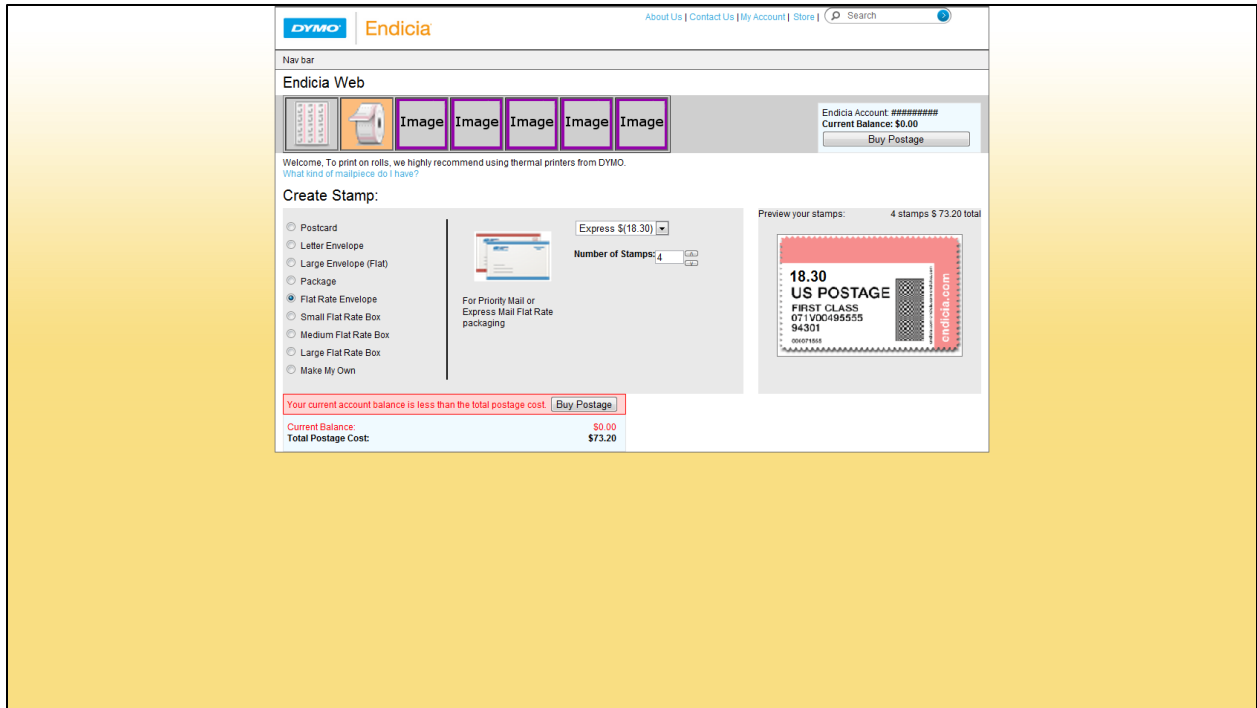 DYMO Endicia
About Us | Contact Us | My Account | Store | Search
Nav bar
Endicia Web
Image Image Image Image Image
Endicia Account: #########
Current Balance: $0.00
Buy Postage
Welcome, To print on rolls, we highly recommend using thermal printers from DYMO.
What kind of mailpiece do I have?
Create Stamp:
Postcard
Letter Envelope
Large Envelope (Flat)
Package
Flat Rate Envelope
Small Flat Rate Box
Medium Flat Rate Box
Large Flat Rate Box
Make My Own
For Priority Mail or
Express Mail Flat Rate
packaging
Express $(18.30)
Number of Stamps: 4
Preview your stamps: 4 stamps $ 73.20 total
18.30
US POSTAGE
FIRST CLASS
071V00495555
94301
006071865
endicia.com
Your current account balance is less than the total postage cost. Buy Postage
Current Balance: $0.00
Total Postage Cost: $73.20